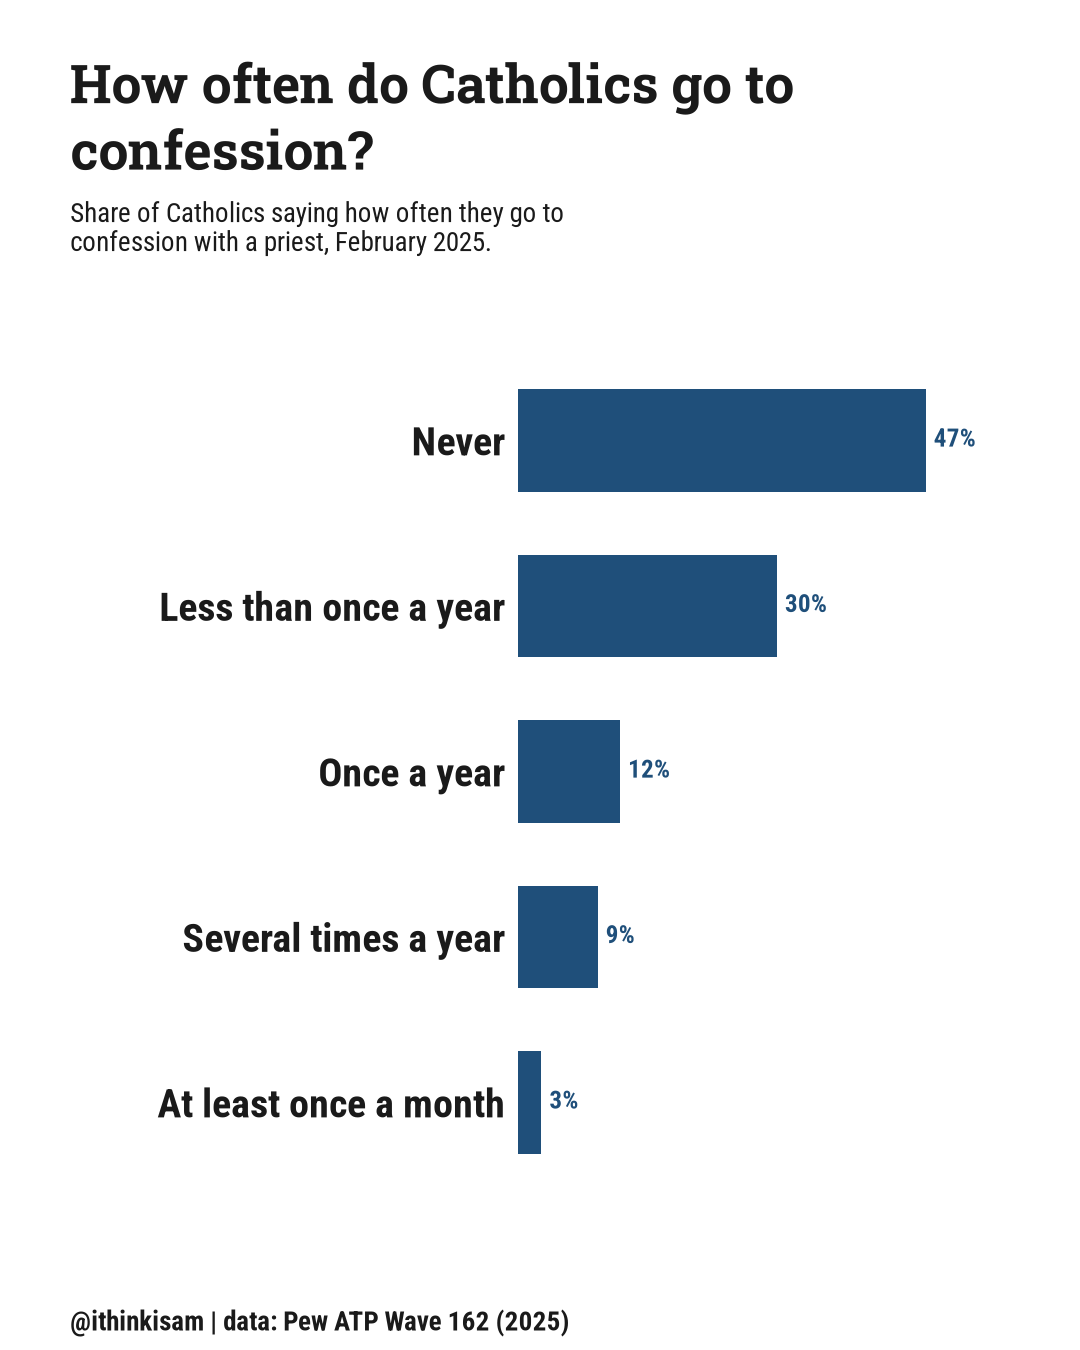 How often do Catholics go to
confession?
Share of Catholics saying how often they go to
confession with a priest, February 2025.
Never 47%
Less than once a year 30%
Once a year 12%
Several times a year 9%
At least once a month 3%
@ithinkisam | data: Pew ATP Wave 162 (2025)